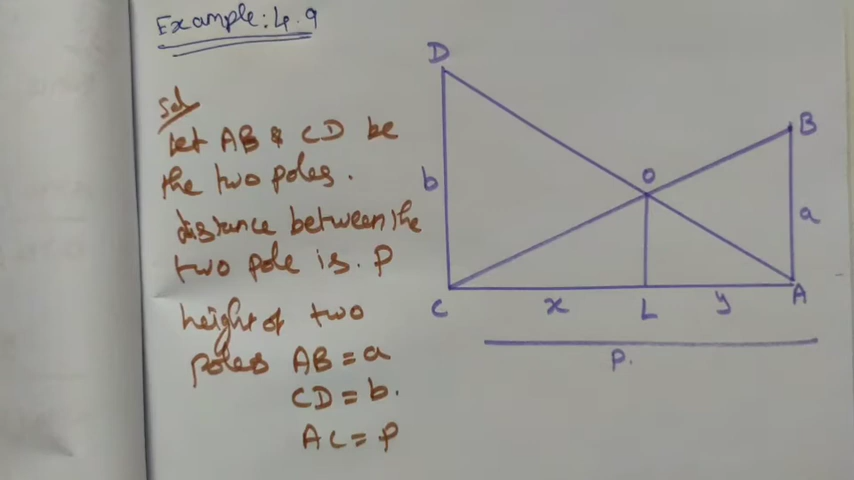 Example: 4.9
Sol
Let AB & CD be
the two poles.
distance between the
two pole is. P
height of two
poles AB = a
CD = b.
AC = P
D
B
O
b
a
C
x
L
y
A
P.